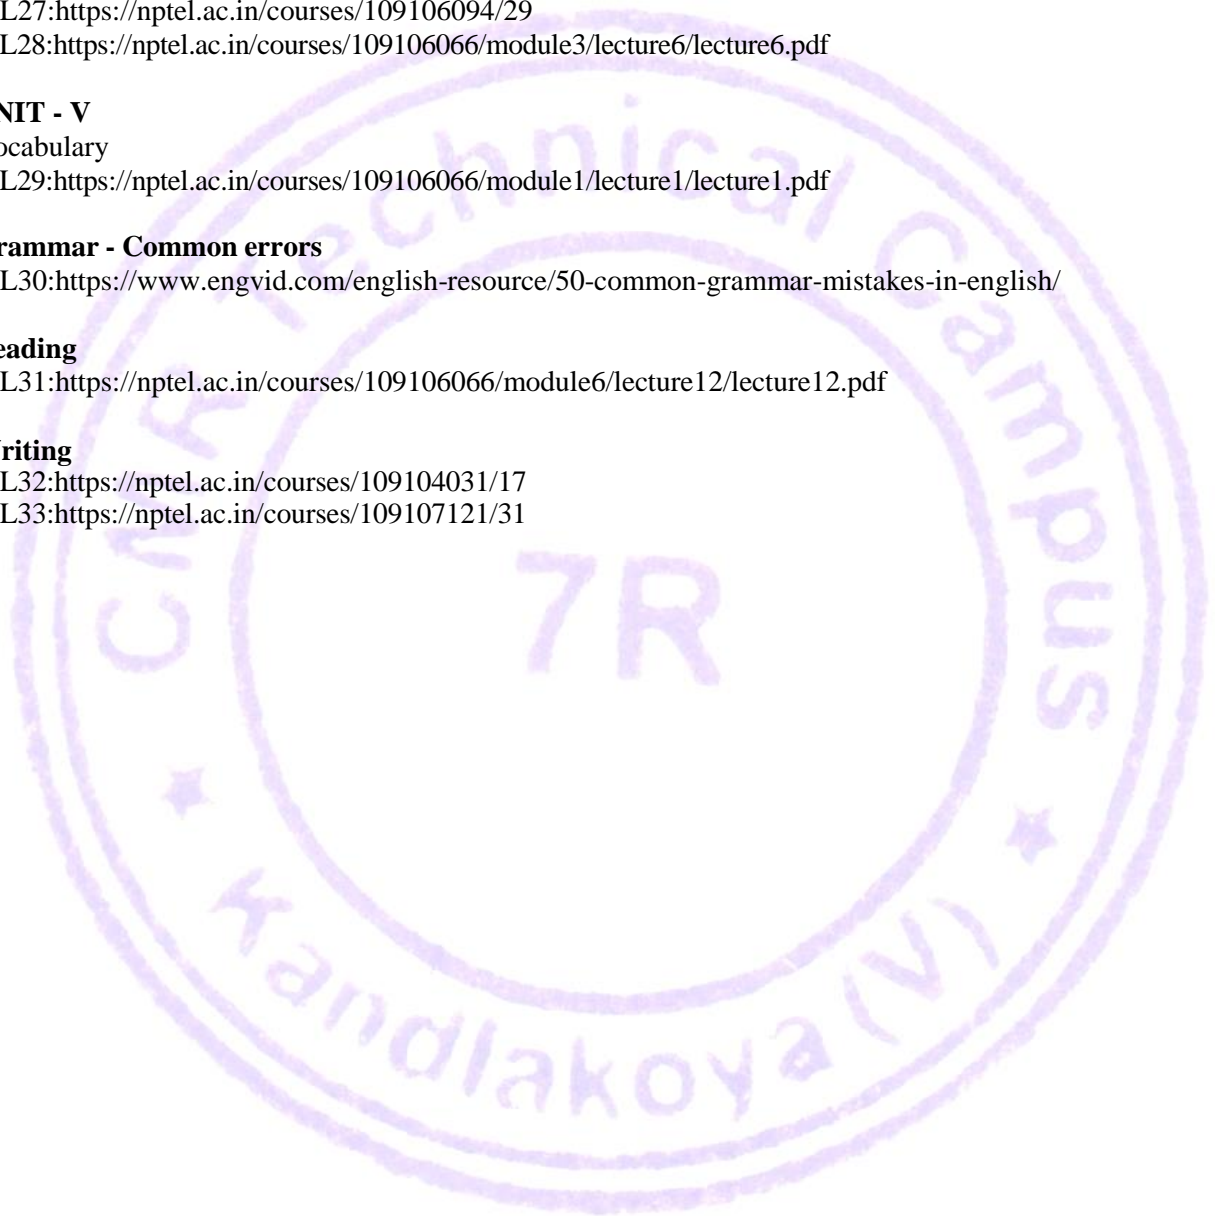 L27:https://nptel.ac.in/courses/109106094/29
L28:https://nptel.ac.in/courses/109106066/module3/lecture6/lecture6.pdf
NIT - V
ocabulary
L29:https://nptel.ac.in/courses/109106066/module1/lecture1/lecture1.pdf
rammar - Common errors
L30:https://www.engvid.com/english-resource/50-common-grammar-mistakes-in-english/
eading
L31:https://nptel.ac.in/courses/109106066/module6/lecture12/lecture12.pdf
riting
L32:https://nptel.ac.in/courses/109104031/17
L33:https://nptel.ac.in/courses/109107121/31
CMR Technical Campus
7R
Kandlakoya (V)